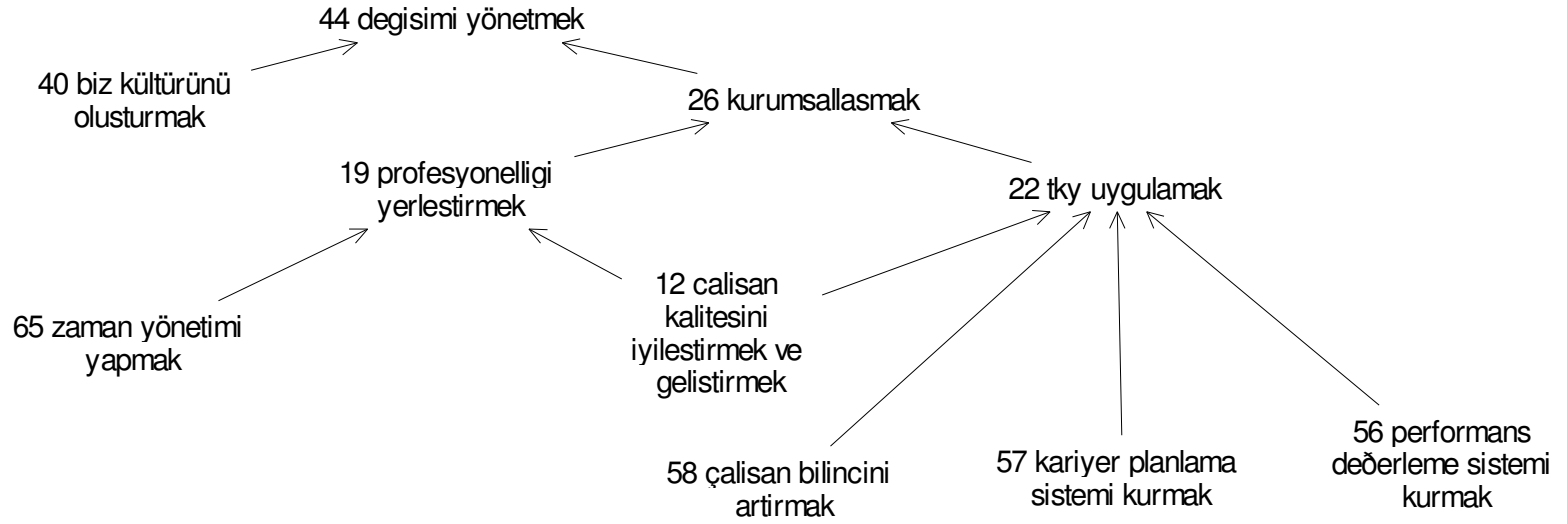 44 degisimi yönetmek
40 biz kültürünü
olusturmak
26 kurumsallasmak
19 profesyonelligi
yerlestirmek
22 tky uygulamak
12 calisan
kalitesini
iyilestirmek ve
gelistirmek
65 zaman yönetimi
yapmak
58 çalisan bilincini
artirmak
57 kariyer planlama
sistemi kurmak
56 performans
deðerleme sistemi
kurmak